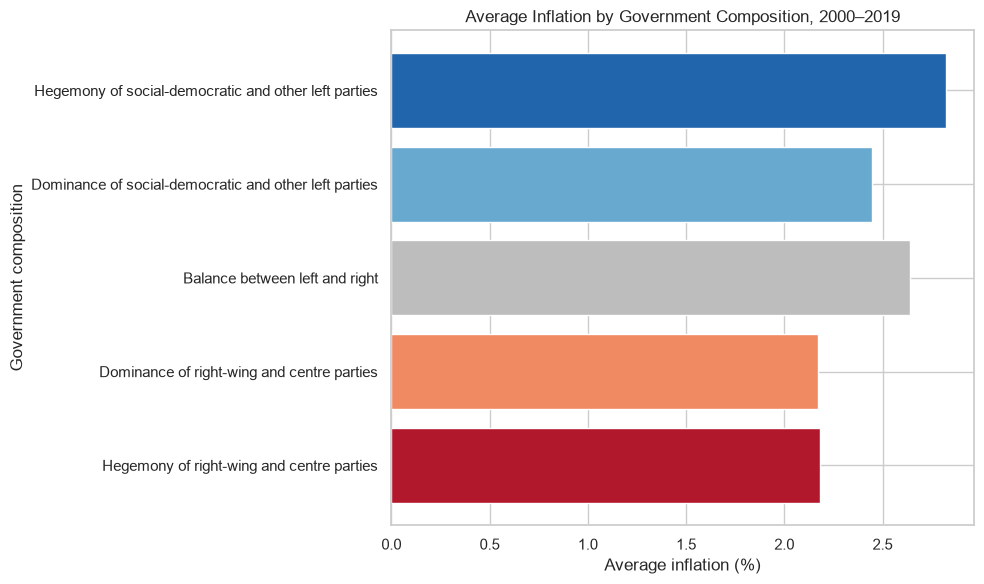 Average Inflation by Government Composition, 2000–2019
Government composition
Hegemony of social-democratic and other left parties
Dominance of social-democratic and other left parties
Balance between left and right
Dominance of right-wing and centre parties
Hegemony of right-wing and centre parties
0.0 0.5 1.0 1.5 2.0 2.5
Average inflation (%)